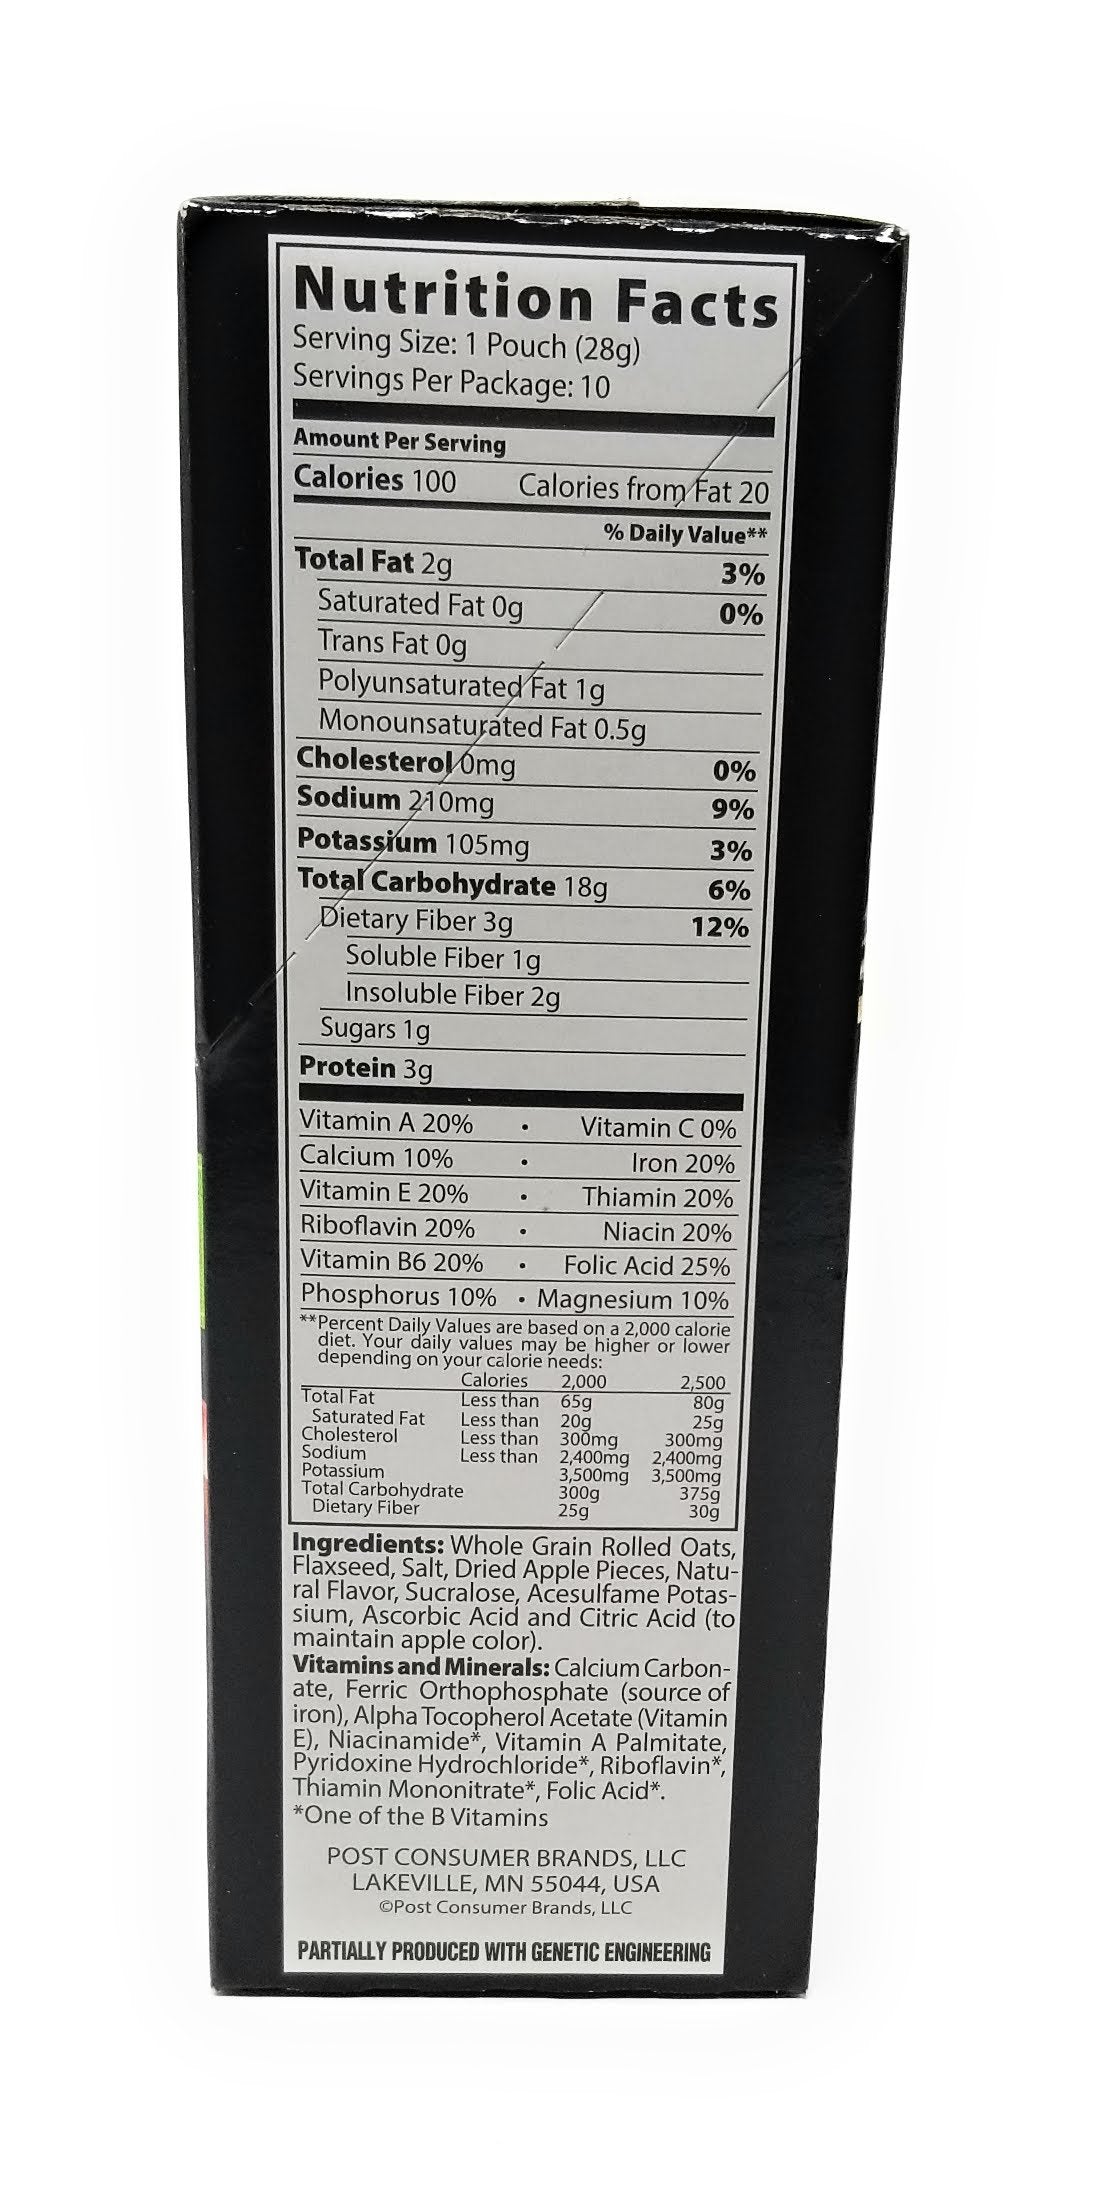 Nutrition Facts
Serving Size: 1 Pouch (28g)
Servings Per Package: 10
Amount Per Serving
Calories 100 Calories from Fat 20
% Daily Value**
Total Fat 2g 3%
Saturated Fat 0g 0%
Trans Fat 0g
Polyunsaturated Fat 1g
Monounsaturated Fat 0.5g
Cholesterol 0mg 0%
Sodium 210mg 9%
Potassium 105mg 3%
Total Carbohydrate 18g 6%
Dietary Fiber 3g 12%
Soluble Fiber 1g
Insoluble Fiber 2g
Sugars 1g
Protein 3g
Vitamin A 20% • Vitamin C 0%
Calcium 10% • Iron 20%
Vitamin E 20% • Thiamin 20%
Riboflavin 20% • Niacin 20%
Vitamin B6 20% • Folic Acid 25%
Phosphorus 10% • Magnesium 10%
**Percent Daily Values are based on a 2,000 calorie
diet. Your daily values may be higher or lower
depending on your calorie needs:
Calories 2,000 2,500
Total Fat Less than 65g 80g
Saturated Fat Less than 20g 25g
Cholesterol Less than 300mg 300mg
Sodium Less than 2,400mg 2,400mg
Potassium 3,500mg 3,500mg
Total Carbohydrate 300g 375g
Dietary Fiber 25g 30g
Ingredients: Whole Grain Rolled Oats,
Flaxseed, Salt, Dried Apple Pieces, Natu-
ral Flavor, Sucralose, Acesulfame Potas-
sium, Ascorbic Acid and Citric Acid (to
maintain apple color).
Vitamins and Minerals: Calcium Carbon-
ate, Ferric Orthophosphate (source of
iron), Alpha Tocopherol Acetate (Vitamin
E), Niacinamide*, Vitamin A Palmitate,
Pyridoxine Hydrochloride*, Riboflavin*,
Thiamin Mononitrate*, Folic Acid*.
*One of the B Vitamins
POST CONSUMER BRANDS, LLC
LAKEVILLE, MN 55044, USA
©Post Consumer Brands, LLC
PARTIALLY PRODUCED WITH GENETIC ENGINEERING